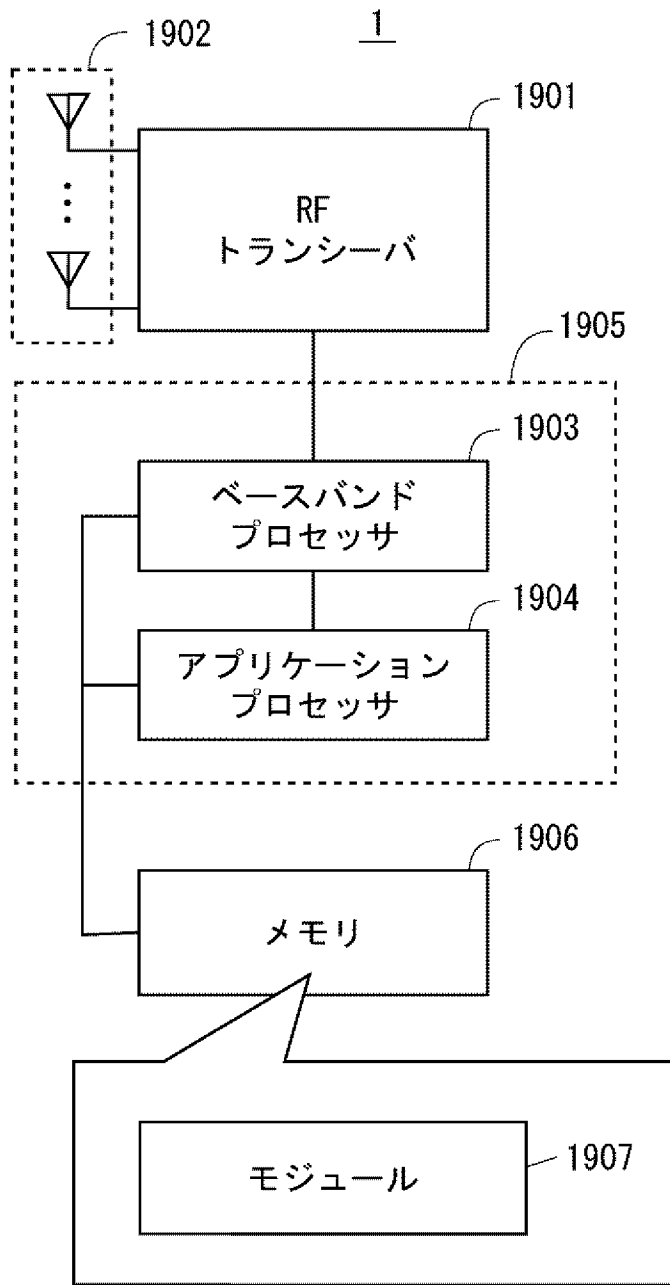 1
1902
1901
RF
トランシーバ
1905
1903
ベースバンド
プロセッサ
1904
アプリケーション
プロセッサ
1906
メモリ
1907
モジュール